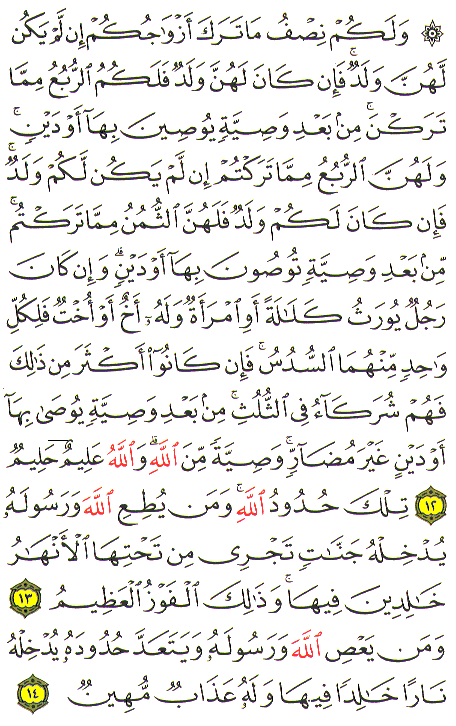 ۞ وَلَكُمْ نِصْفُ مَا تَرَكَ أَزْوَٰجُكُمْ إِن لَّمْ يَكُن
لَّهُنَّ وَلَدٌ ۚ فَإِن كَانَ لَهُنَّ وَلَدٌ فَلَكُمُ ٱلرُّبُعُ مِمَّا
تَرَكْنَ ۚ مِنۢ بَعْدِ وَصِيَّةٍ يُوصِينَ بِهَآ أَوْ دَيْنٍ ۚ
وَلَهُنَّ ٱلرُّبُعُ مِمَّا تَرَكْتُمْ إِن لَّمْ يَكُن لَّكُمْ وَلَدٌ ۚ
فَإِن كَانَ لَكُمْ وَلَدٌ فَلَهُنَّ ٱلثُّمُنُ مِمَّا تَرَكْتُم ۚ
مِّنۢ بَعْدِ وَصِيَّةٍ تُوصُونَ بِهَآ أَوْ دَيْنٍ ۗ وَإِن كَانَ
رَجُلٌ يُورَثُ كَلَٰلَةً أَوِ ٱمْرَأَةٌ وَلَهُۥٓ أَخٌ أَوْ أُخْتٌ فَلِكُلِّ
وَٰحِدٍ مِّنْهُمَا ٱلسُّدُسُ ۚ فَإِن كَانُوٓا۟ أَكْثَرَ مِن ذَٰلِكَ
فَهُمْ شُرَكَآءُ فِى ٱلثُّلُثِ ۚ مِنۢ بَعْدِ وَصِيَّةٍ يُوصَىٰ بِهَآ
أَوْ دَيْنٍ غَيْرَ مُضَآرٍّ ۚ وَصِيَّةً مِّنَ ٱللَّهِ ۗ وَٱللَّهُ عَلِيمٌ حَلِيمٌ
١٢ تِلْكَ حُدُودُ ٱللَّهِ ۚ وَمَن يُطِعِ ٱللَّهَ وَرَسُولَهُۥ
يُدْخِلْهُ جَنَّٰتٍ تَجْرِى مِن تَحْتِهَا ٱلْأَنْهَٰرُ
خَٰلِدِينَ فِيهَا ۚ وَذَٰلِكَ ٱلْفَوْزُ ٱلْعَظِيمُ ١٣
وَمَن يَعْصِ ٱللَّهَ وَرَسُولَهُۥ وَيَتَعَدَّ حُدُودَهُۥ يُدْخِلْهُ
نَارًا خَٰلِدًا فِيهَا وَلَهُۥ عَذَابٌ مُّهِينٌ ١٤